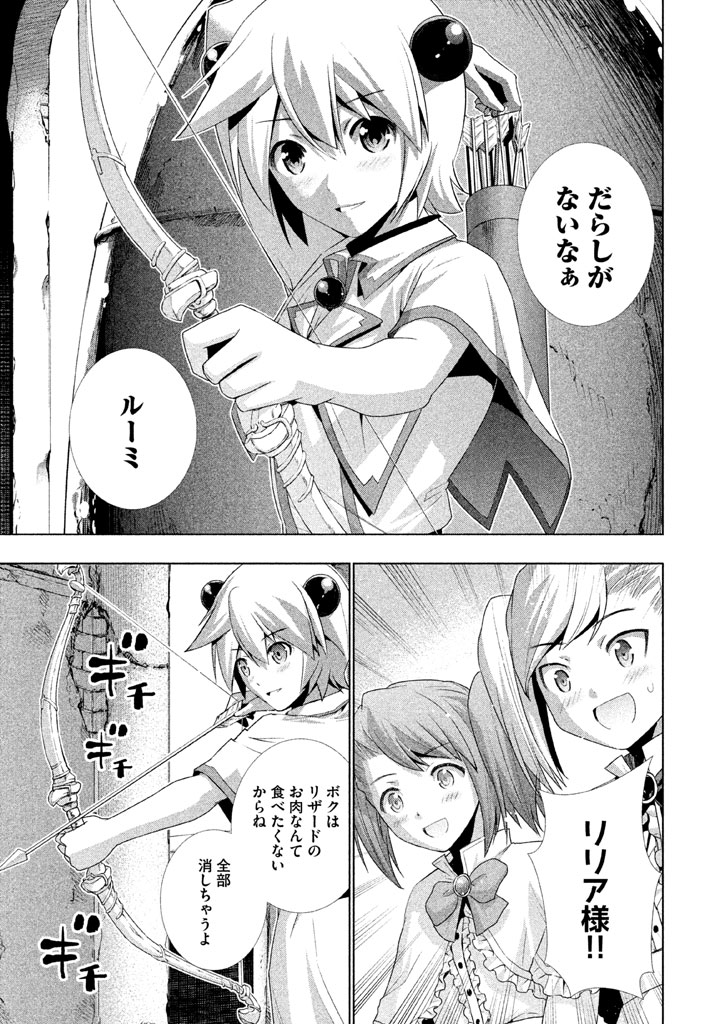 だらしが
ないなぁ
ルーミ
リリア様!!
ボクは
リザードの
お肉なんて
食べたくない
からね
全部
消しちゃうよ
ギチ
ギチ
ギチ